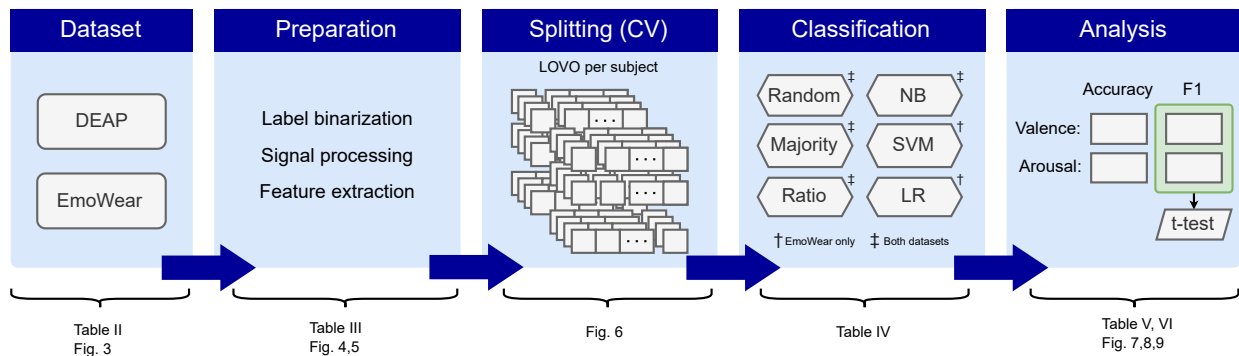 Dataset
DEAP
EmoWear
Table II
Fig. 3
Preparation
Label binarization
Signal processing
Feature extraction
Table III
Fig. 4,5
Splitting (CV)
LOVO per subject
...
...
...
...
Fig. 6
Classification
Random ‡ NB ‡
Majority ‡ SVM †
Ratio ‡ LR †
† EmoWear only ‡ Both datasets
Table IV
Analysis
Accuracy F1
Valence:
Arousal:
t-test
Table V, VI
Fig. 7,8,9